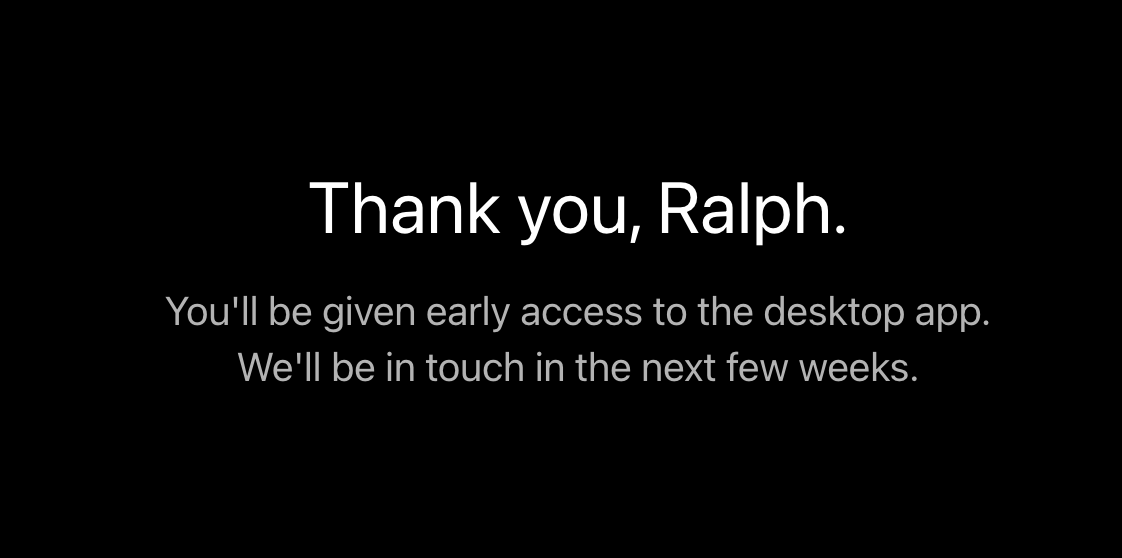 Thank you, Ralph.
You'll be given early access to the desktop app.
We'll be in touch in the next few weeks.